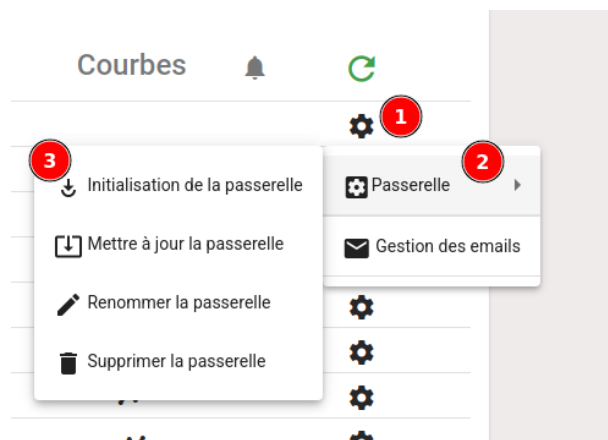 Courbes
1
2
3
Initialisation de la passerelle
Passerelle
Mettre à jour la passerelle
Gestion des emails
Renommer la passerelle
Supprimer la passerelle